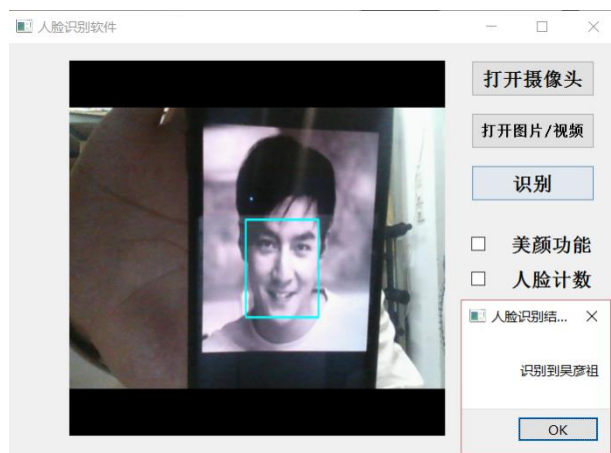 人脸识别软件
打开摄像头
打开图片/视频
识别
美颜功能
人脸计数
人脸识别结...
识别到吴彦祖
OK